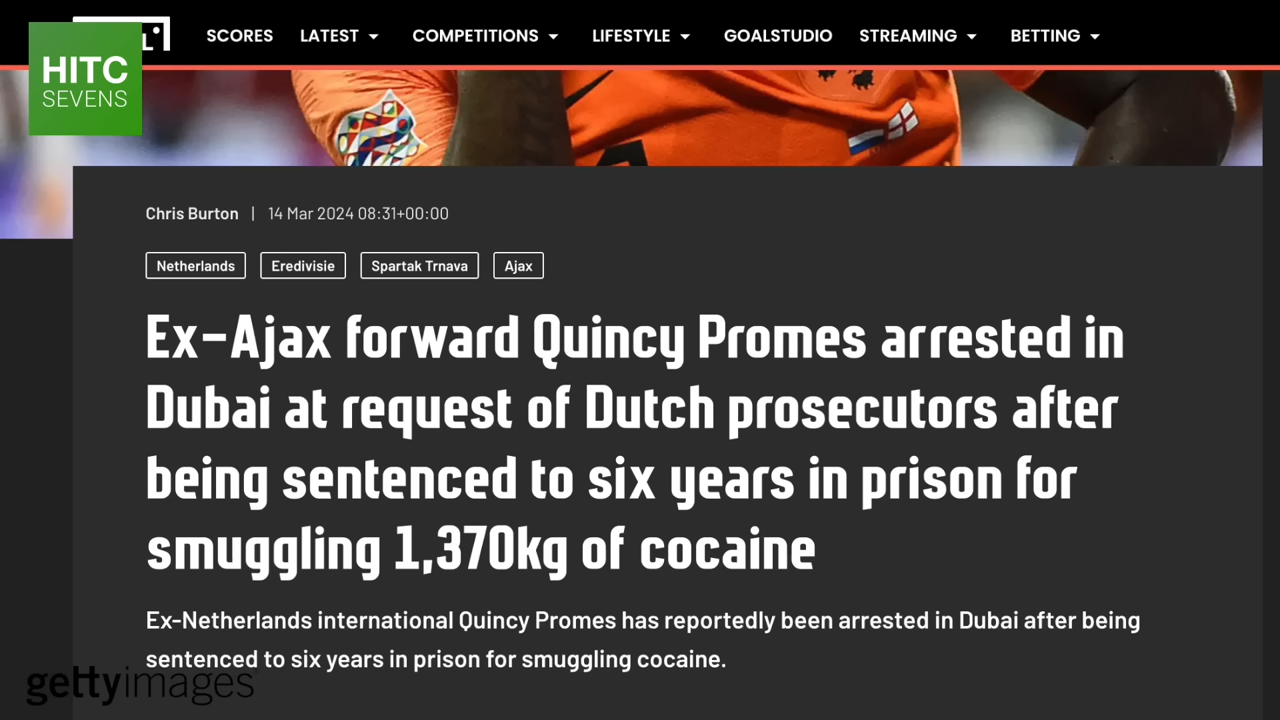 HITC
SEVENS
L
SCORES LATEST COMPETITIONS LIFESTYLE GOALSTUDIO STREAMING BETTING
Chris Burton | 14 Mar 2024 08:31+00:00
Netherlands Eredivisie Spartak Trnava Ajax
Ex-Ajax forward Quincy Promes arrested in
Dubai at request of Dutch prosecutors after
being sentenced to six years in prison for
smuggling 1,370kg of cocaine
Ex-Netherlands international Quincy Promes has reportedly been arrested in Dubai after being
sentenced to six years in prison for smuggling cocaine.
gettyimages